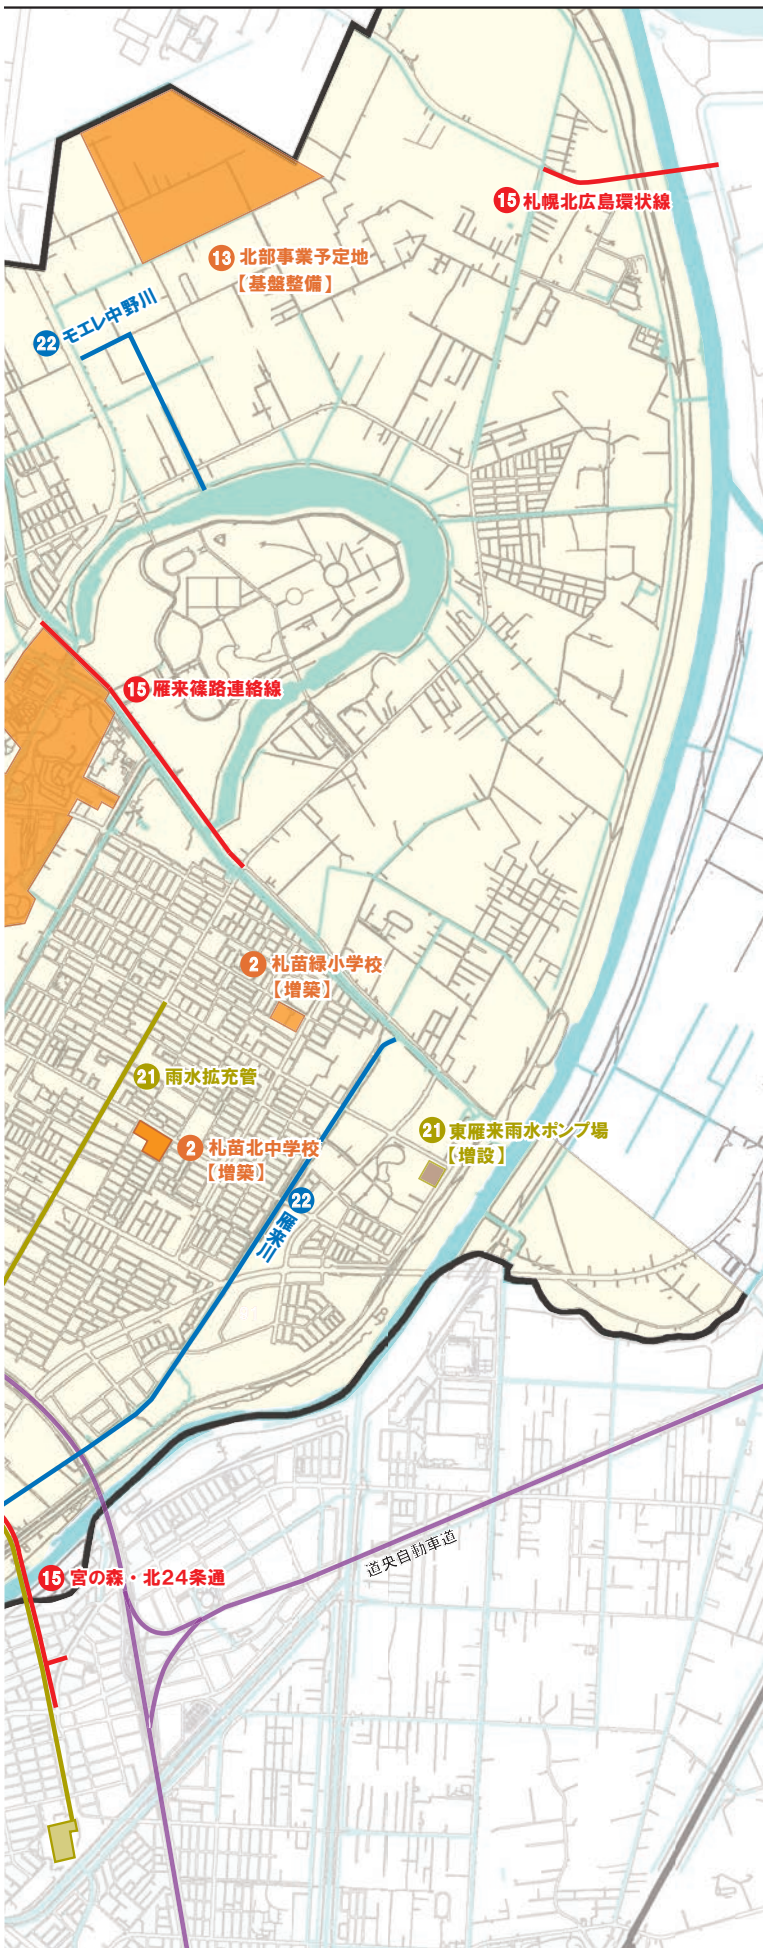 15 札幌北広島環状線
13 北部事業予定地
【基盤整備】
22 モエレ中野川
15 雁来篠路連絡線
2 札苗緑小学校
【増築】
21 雨水拡充管
2 札苗北中学校
【増築】
21 東雁来雨水ポンプ場
【増設】
22 雁来川
道央自動車道
15 宮の森・北24条通